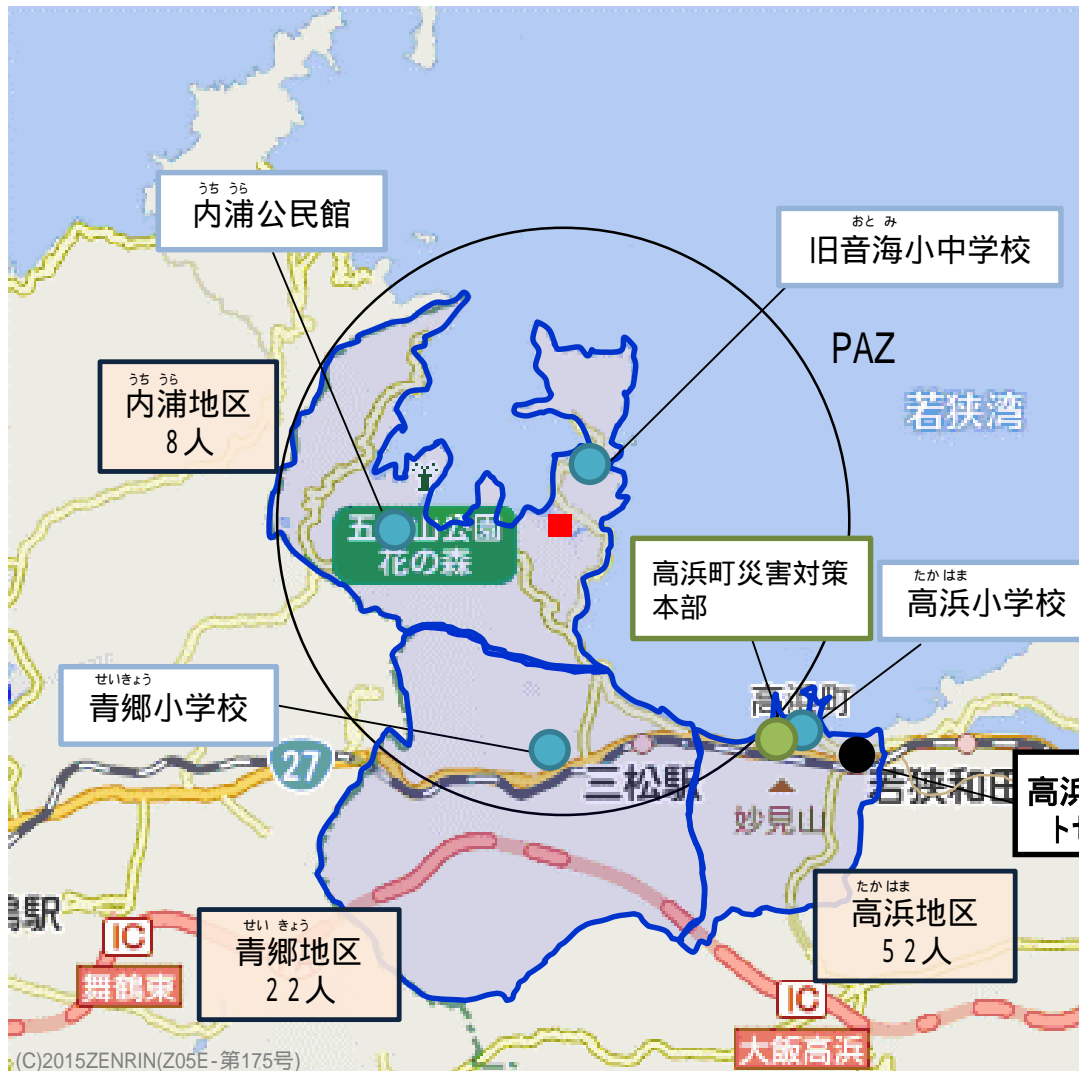 うち うら
内浦公民館
おと み
旧音海小中学校
PAZ
若狭湾
うち うら
内浦地区
8人
花の森
高浜町災害対策
本部
たか はま
高浜小学校
せいきょう
青郷小学校
高浜町
27
三松駅
若狭和田
妙見山
高浜
たか はま
高浜地区
52人
せい きょう
青郷地区
22人
駅
IC
舞鶴東
IC
大飯高浜
(C)2015ZENRIN(Z05E-第175号)